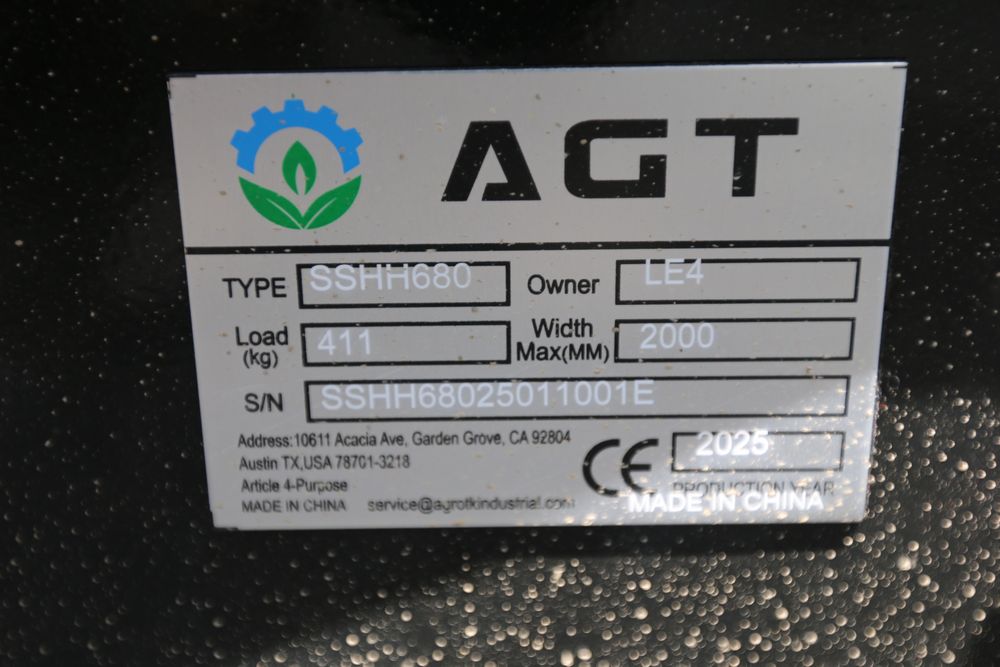 AGT
TYPE SSHH680 Owner LE4
Load (kg) 411 Width Max(MM) 2000
S/N SSHH68025011001E
Address:10611 Acacia Ave, Garden Grove, CA 92804
Austin TX,USA 78701-3218
Article 4-Purpose
MADE IN CHINA service@agrotkindustrial.com
CE 2025
PRODUCTION YEAR
MADE IN CHINA